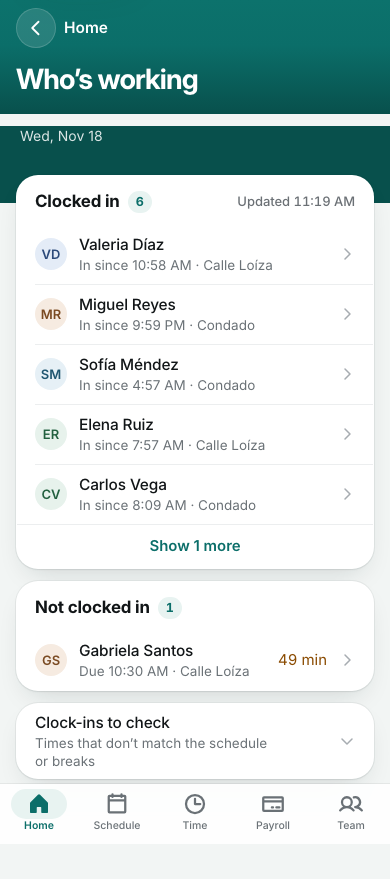 Home
Who’s working
Wed, Nov 18
Clocked in 6 Updated 11:19 AM
VD Valeria Díaz
In since 10:58 AM · Calle Loíza
MR Miguel Reyes
In since 9:59 PM · Condado
SM Sofía Méndez
In since 4:57 AM · Condado
ER Elena Ruiz
In since 7:57 AM · Calle Loíza
CV Carlos Vega
In since 8:09 AM · Condado
Show 1 more
Not clocked in 1
GS Gabriela Santos 49 min
Due 10:30 AM · Calle Loíza
Clock-ins to check
Times that don’t match the schedule
or breaks
Home Schedule Time Payroll Team